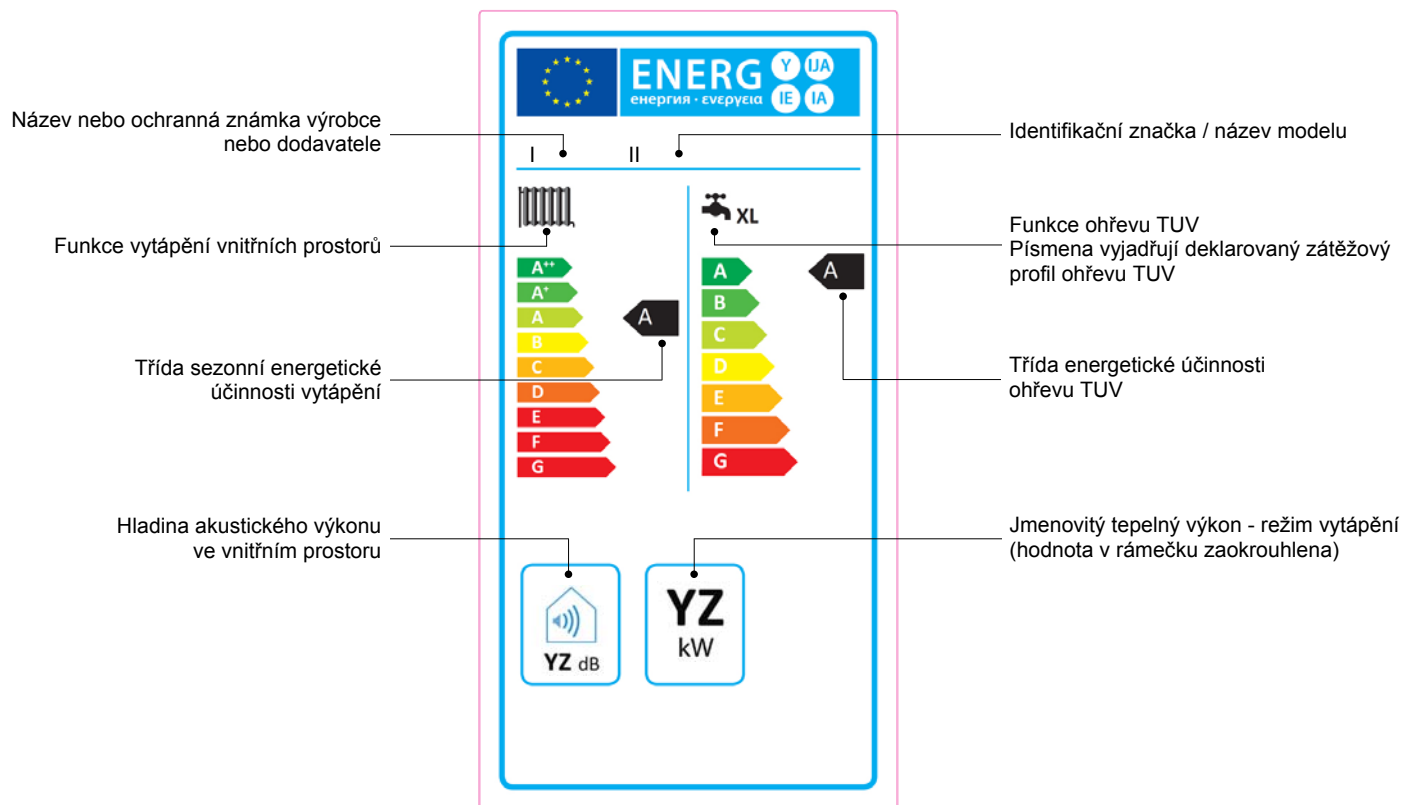 ENERG Y IJA
енергия · ενεργεια IE IA
Název nebo ochranná známka výrobce
nebo dodavatele
Identifikační značka / název modelu
I II
XL
Funkce vytápění vnitřních prostorů
Funkce ohřevu TUV
Písmena vyjadřují deklarovaný zátěžový
profil ohřevu TUV
A++
A+
A
B
C
D
E
F
G
A
A
B
C
D
E
F
G
A
Třída sezonní energetické
účinnosti vytápění
Třída energetické účinnosti
ohřevu TUV
Hladina akustického výkonu
ve vnitřním prostoru
Jmenovitý tepelný výkon - režim vytápění
(hodnota v rámečku zaokrouhlena)
YZ dB
YZ
kW